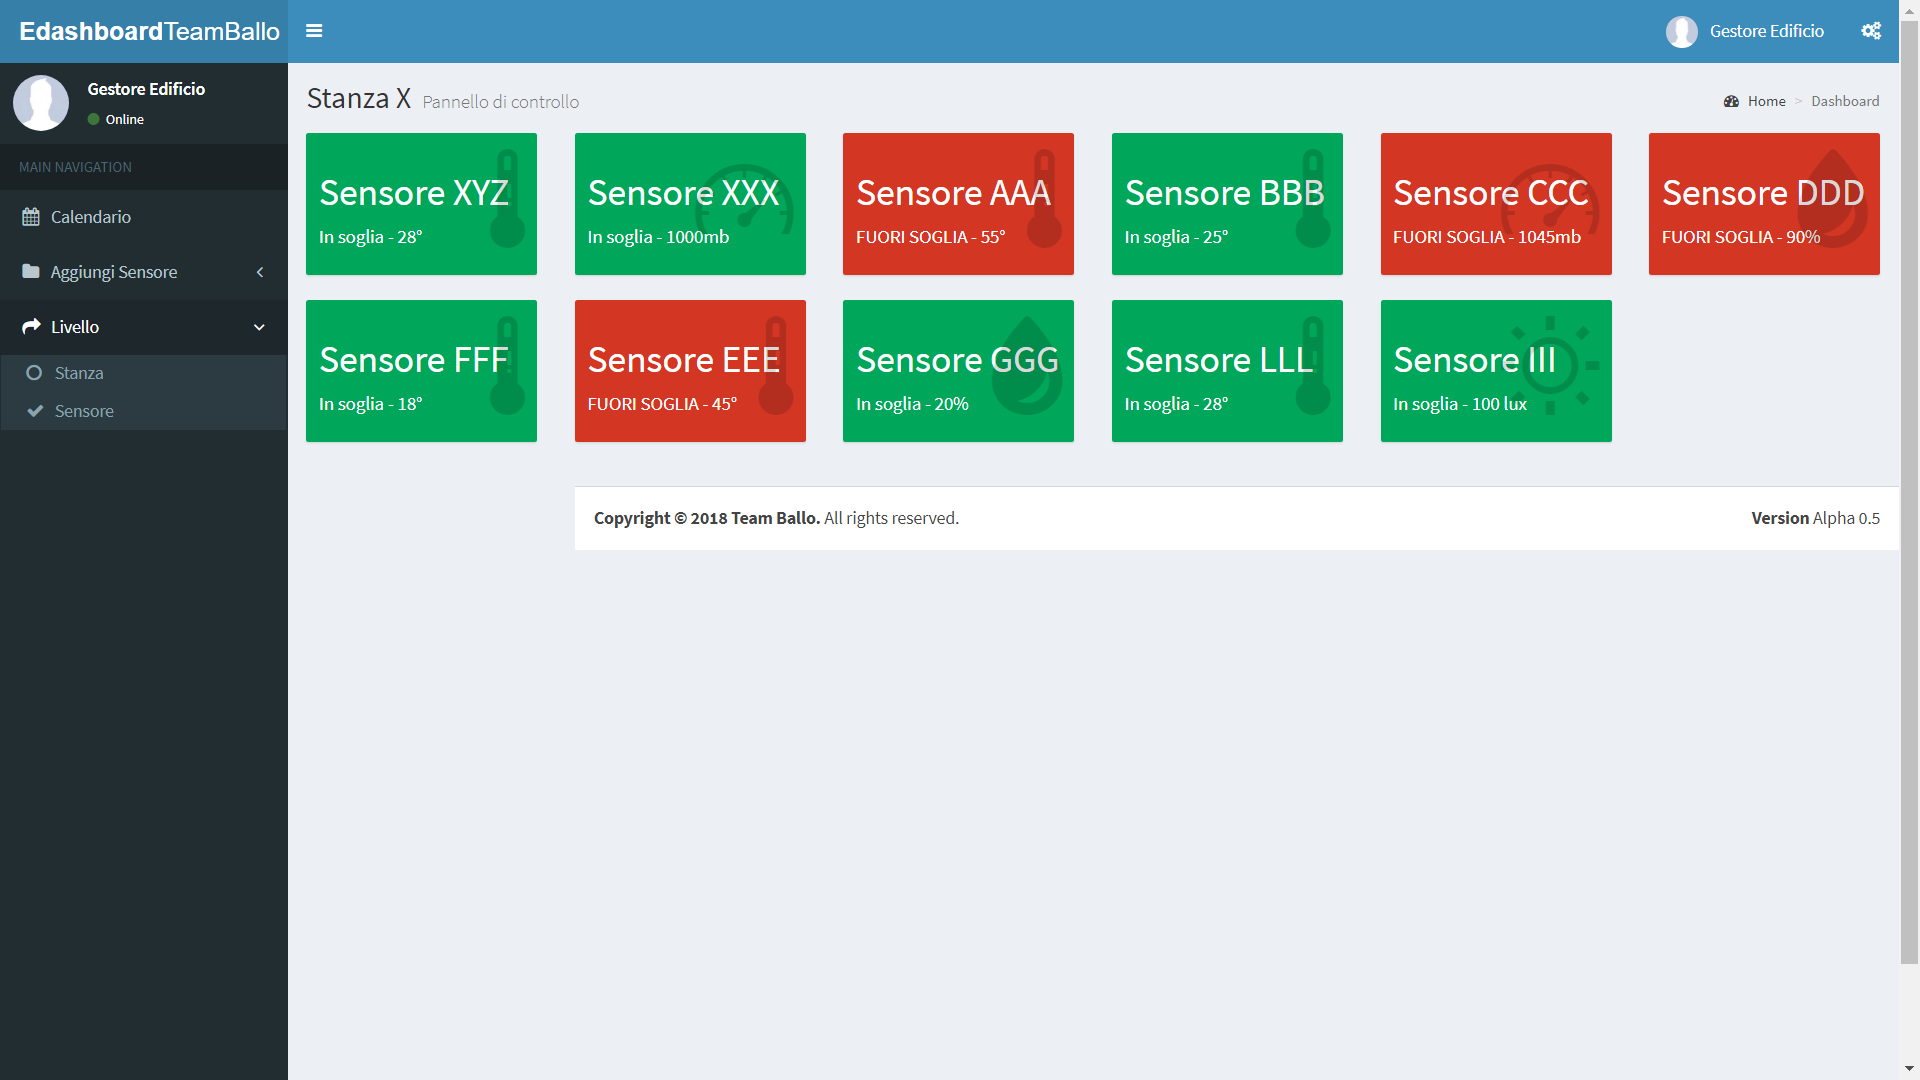 EdashboardTeamBallo
Gestore Edificio
Gestore Edificio
Online
MAIN NAVIGATION
Calendario
Aggiungi Sensore
Livello
Stanza
Sensore
Stanza X Pannello di controllo
Home > Dashboard
Sensore XYZ
In soglia - 28°
Sensore XXX
In soglia - 1000mb
Sensore AAA
FUORI SOGLIA - 55°
Sensore BBB
In soglia - 25°
Sensore CCC
FUORI SOGLIA - 1045mb
Sensore DDD
FUORI SOGLIA - 90%
Sensore FFF
In soglia - 18°
Sensore EEE
FUORI SOGLIA - 45°
Sensore GGG
In soglia - 20%
Sensore LLL
In soglia - 28°
Sensore III
In soglia - 100 lux
Copyright © 2018 Team Ballo. All rights reserved.
Version Alpha 0.5